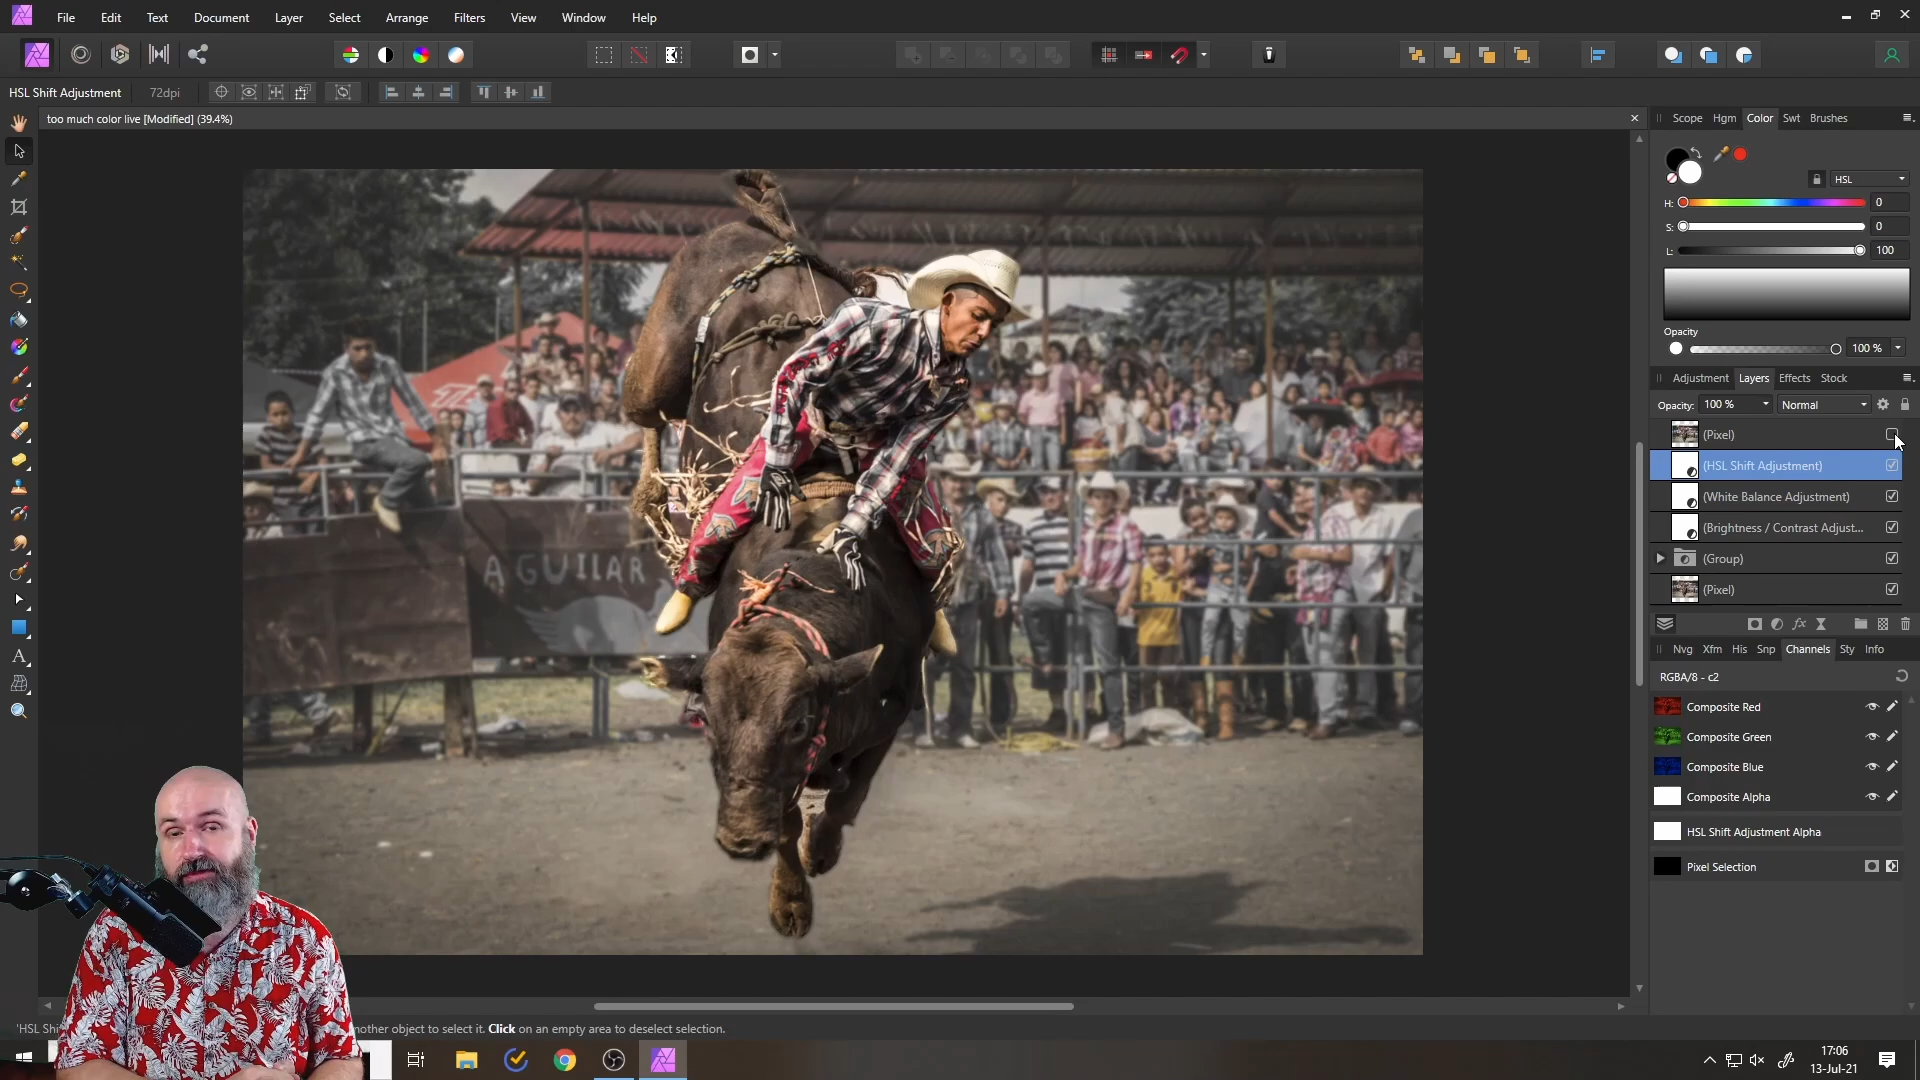 File Edit Text Document Layer Select Arrange Filters View Window Help
HSL Shift Adjustment 72dpi
too much color live [Modified] (39.4%)
Scope Hgm Color Swt Brushes
HSL
H: 0
S: 0
L: 100
Opacity
100 %
Adjustment Layers Effects Stock
Opacity: 100 % Normal
(Pixel)
(HSL Shift Adjustment)
(White Balance Adjustment)
(Brightness / Contrast Adjust...
(Group)
(Pixel)
Nvg Xfm His Snp Channels Sty Info
RGBA/8 - c2
Composite Red
Composite Green
Composite Blue
Composite Alpha
HSL Shift Adjustment Alpha
Pixel Selection
AGUILAR
'HSL Shi nother object to select it. Click on an empty area to deselect selection.
A
17:06
13-Jul-21